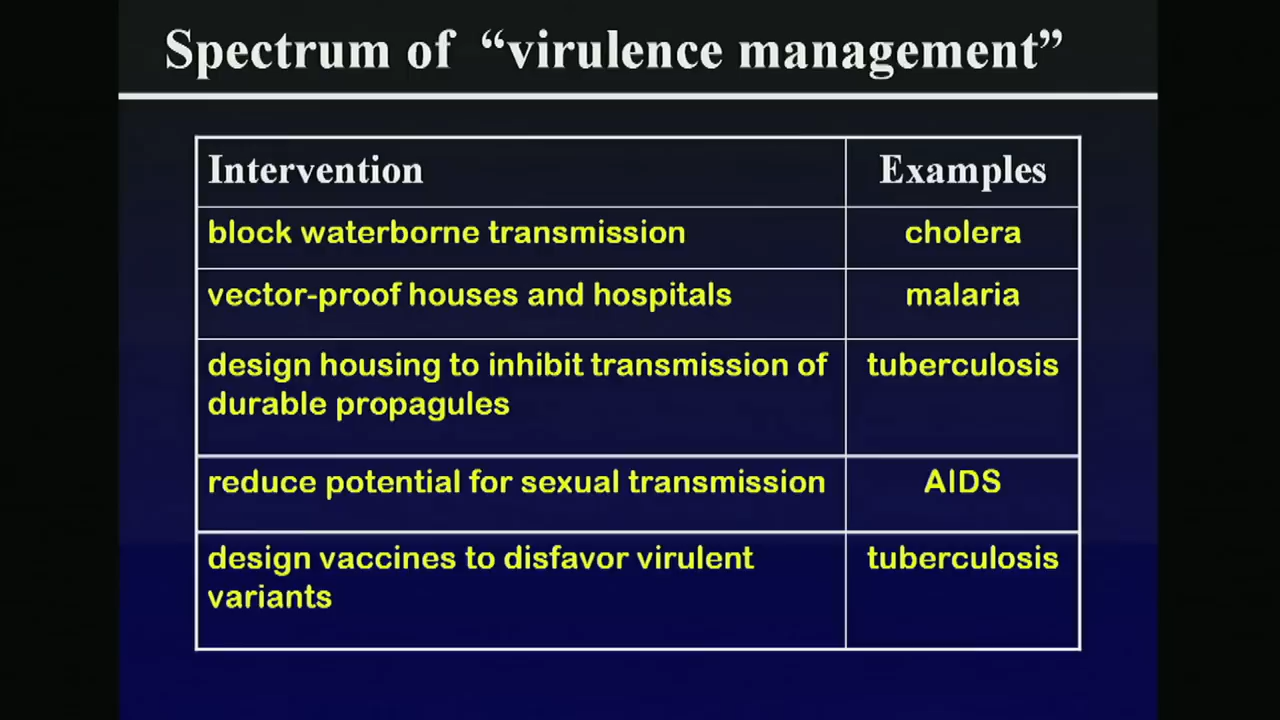 Spectrum of “virulence management”
Intervention Examples
block waterborne transmission cholera
vector-proof houses and hospitals malaria
design housing to inhibit transmission of tuberculosis
durable propagules
reduce potential for sexual transmission AIDS
design vaccines to disfavor virulent tuberculosis
variants